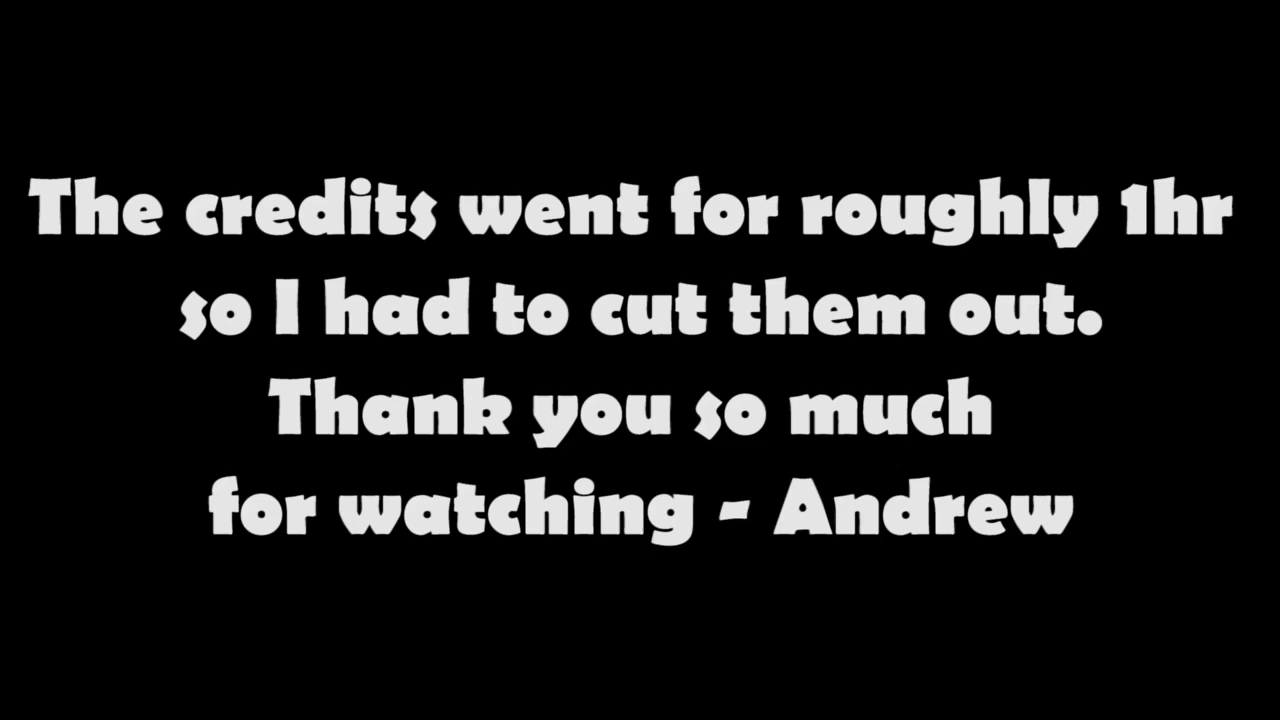 The credits went for roughly 1hr
so I had to cut them out.
Thank you so much
for watching - Andrew